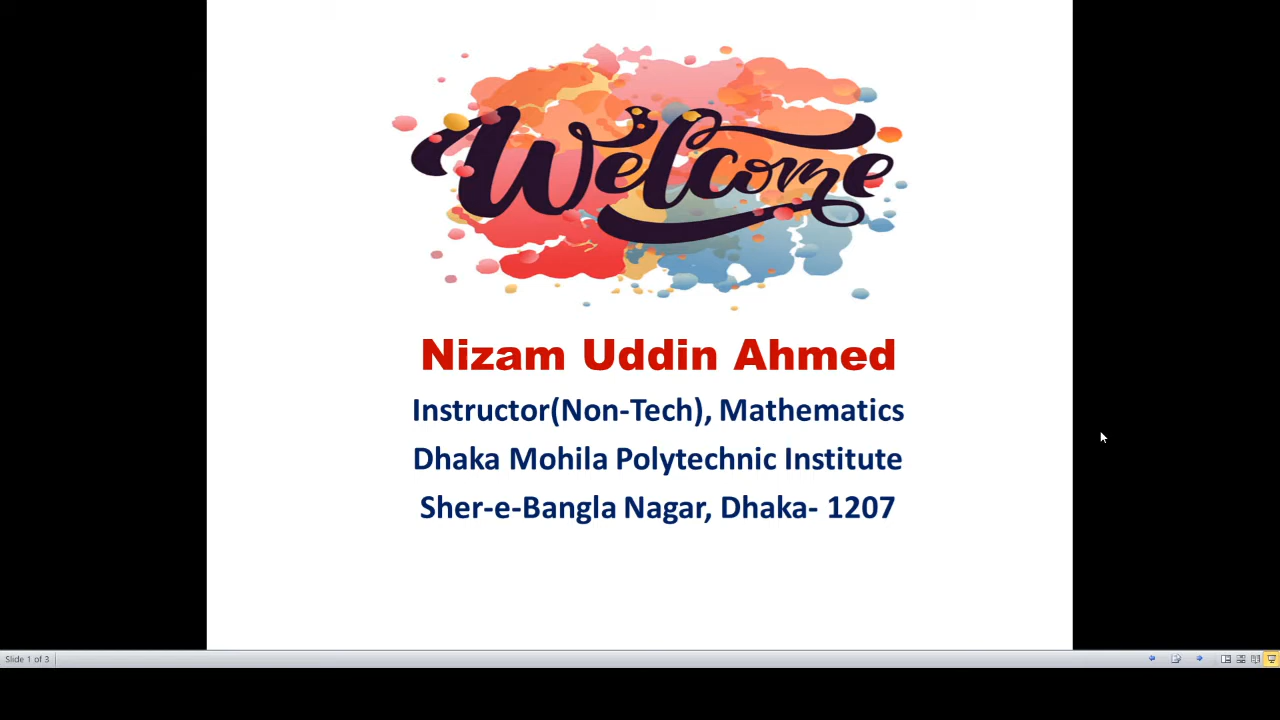 Welcome
Nizam Uddin Ahmed
Instructor(Non-Tech), Mathematics
Dhaka Mohila Polytechnic Institute
Sher-e-Bangla Nagar, Dhaka- 1207
Slide 1 of 3